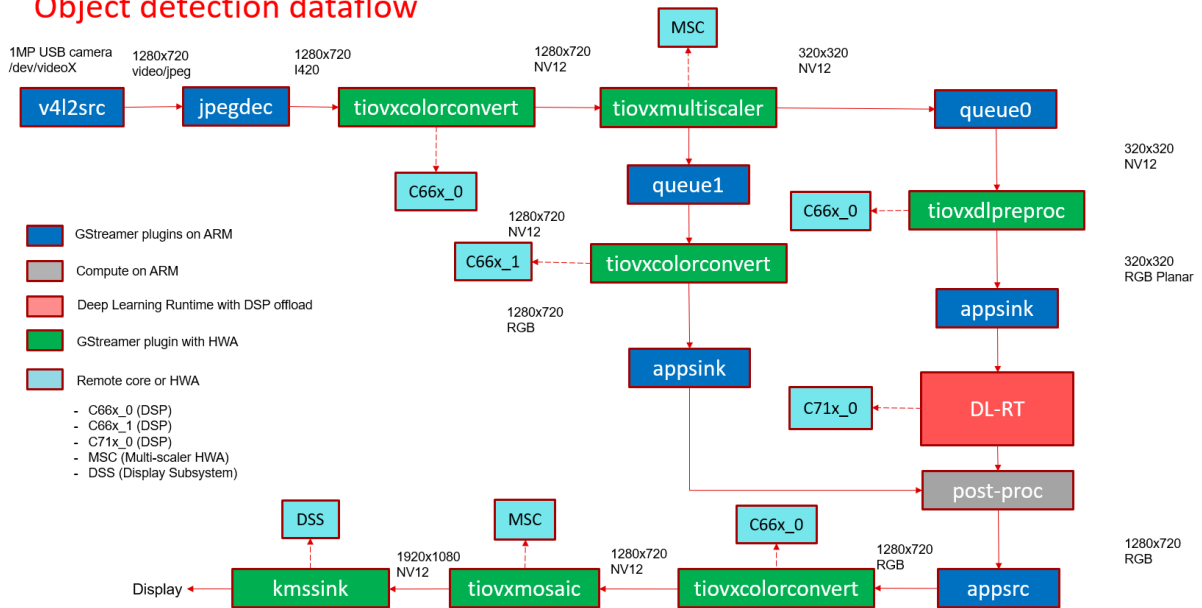 Object detection dataflow
1MP USB camera
/dev/videoX
1280x720
video/jpeg
1280x720
I420
1280x720
NV12
MSC
320x320
NV12
v4l2src
jpegdec
tiovxcolorconvert
tiovxmultiscaler
queue0
320x320
NV12
C66x_0
queue1
C66x_0
tiovxdlpreproc
1280x720
NV12
C66x_1
tiovxcolorconvert
320x320
RGB Planar
GStreamer plugins on ARM
Compute on ARM
Deep Learning Runtime with DSP offload
GStreamer plugin with HWA
Remote core or HWA
- C66x_0 (DSP)
- C66x_1 (DSP)
- C71x_0 (DSP)
- MSC (Multi-scaler HWA)
- DSS (Display Subsystem)
1280x720
RGB
appsink
appsink
C71x_0
DL-RT
post-proc
DSS
MSC
C66x_0
1280x720
RGB
1920x1080
NV12
1280x720
NV12
1280x720
RGB
Display
kmssink
tiovxmosaic
tiovxcolorconvert
appsrc